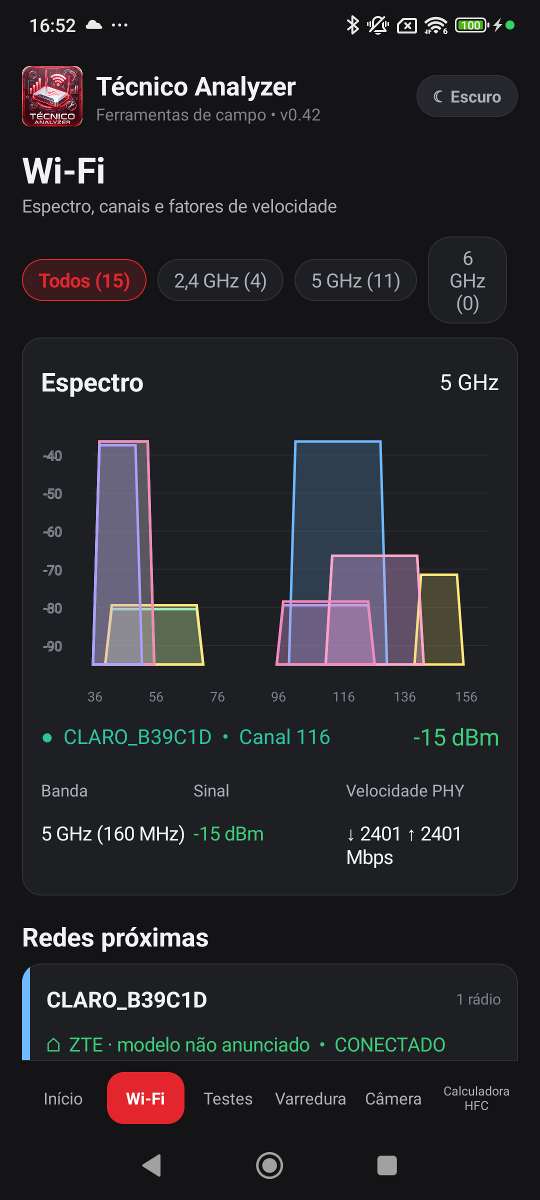 16:52
100
TÉCNICO
ANALYZER
Técnico Analyzer
Ferramentas de campo • v0.42
☾ Escuro
Wi-Fi
Espectro, canais e fatores de velocidade
Todos (15)
2,4 GHz (4)
5 GHz (11)
6
GHz
(0)
Espectro
5 GHz
-40
-50
-60
-70
-80
-90
36 56 76 96 116 136 156
● CLARO_B39C1D • Canal 116
-15 dBm
Banda Sinal Velocidade PHY
5 GHz (160 MHz) -15 dBm ↓ 2401 ↑ 2401
Mbps
Redes próximas
CLARO_B39C1D
1 rádio
ZTE · modelo não anunciado • CONECTADO
Início
Wi-Fi
Testes
Varredura
Câmera
Calculadora
HFC